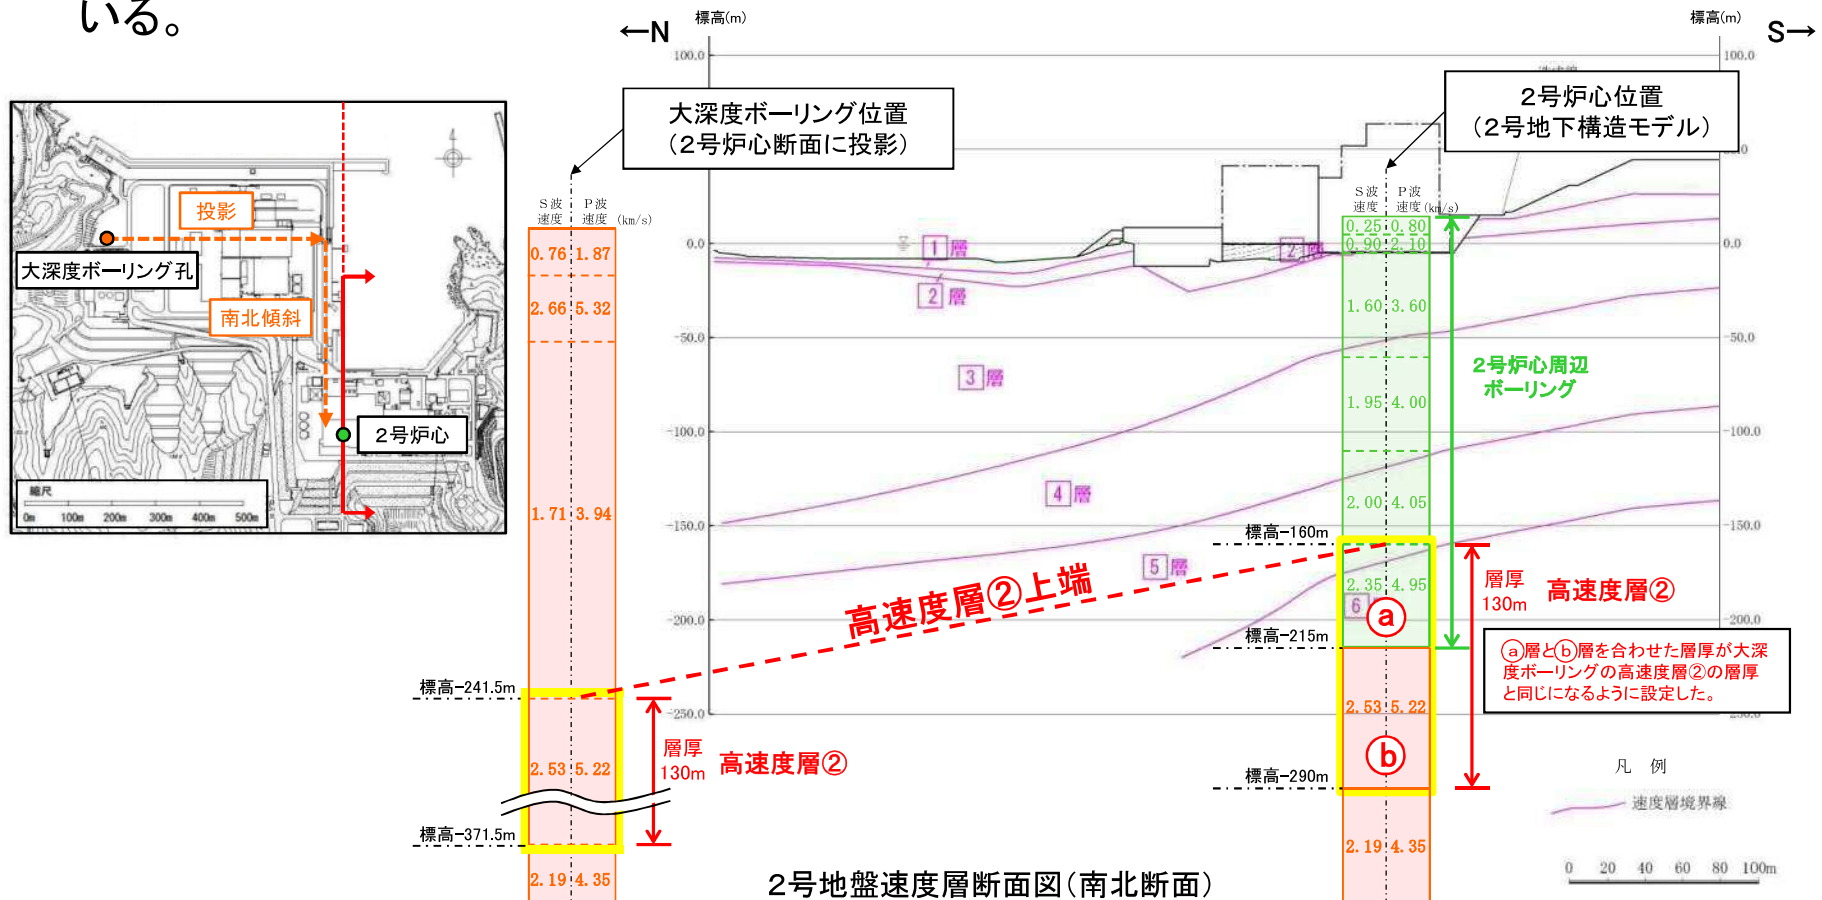 いる。
標高(m)
標高(m)
←N
S→
100.0
100.0
大深度ボーリング位置
(2号炉心断面に投影)
2号炉心位置
(2号地下構造モデル)
投影
大深度ボーリング孔
南北傾斜
2号炉心
縮尺
0m 100m 200m 300m 400m 500m
S波 P波
速度 速度 (km/s)
0.76 1.87
2.66 5.32
1.71 3.94
2.53 5.22
2.19 4.35
S波 P波
速度 速度(km/s)
0.25 0.80
0.90 2.10
1.60 3.60
1.95 4.00
2.00 4.05
2.35 4.95
2.53 5.22
2.19 4.35
0.0
0.0
-50.0
-50.0
-100.0
-100.0
-150.0
-150.0
-200.0
-200.0
-250.0
1層
2層
2層
3層
4層
5層
6
2号炉心周辺
ボーリング
標高-160m
標高-215m
標高-290m
標高-241.5m
標高-371.5m
高速度層②上端
ⓐ
ⓑ
層厚
130m
高速度層②
層厚
130m
高速度層②
ⓐ層とⓑ層を合わせた層厚が大深
度ボーリングの高速度層②の層厚
と同じになるように設定した。
凡 例
速度層境界線
0 20 40 60 80 100m
2号地盤速度層断面図(南北断面)